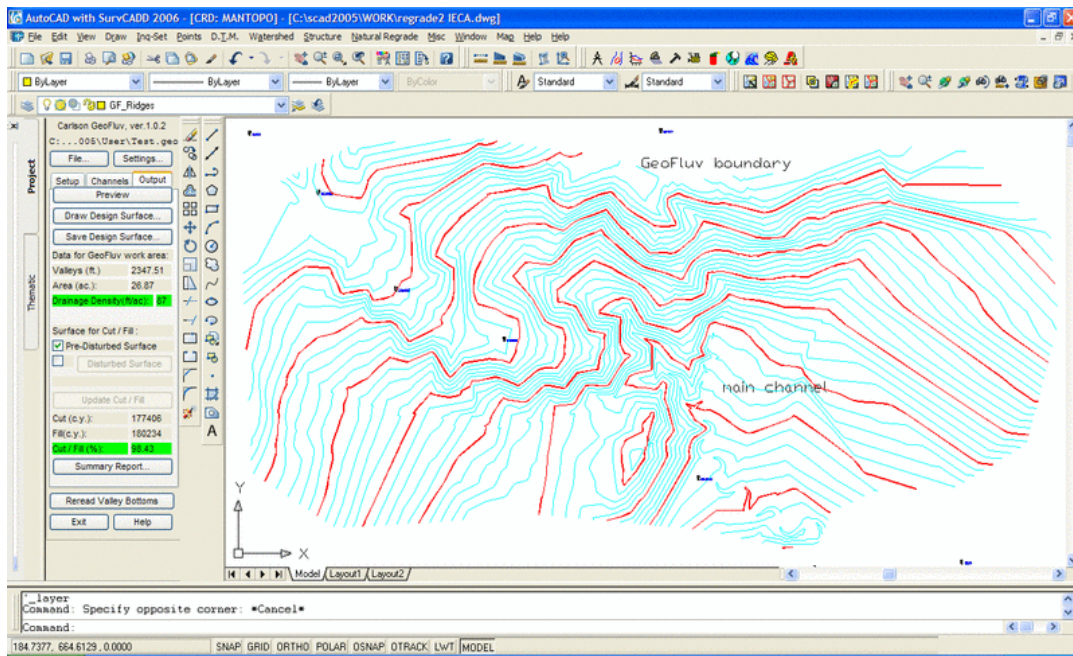 AutoCAD with SurvCADD 2006 - [CRD: MANTOPO] - [C:\scad2005\WORK\regrade2 IECA.dwg]
File Edit View Draw Inq-Set Points D.T.M. Watershed Structure Natural Regrade Misc Window Map Help Help
ByLayer ByLayer ByLayer ByColor Standard Standard
GF_Ridges
Carlson GeoFluv, ver.1.0.2
C:...005\User\Test.geo
File... Settings...
Project
Setup Channels Output
Preview
Draw Design Surface...
Save Design Surface...
Data for GeoFluv work area:
Valleys (ft.) 2347.51
Area (ac.): 26.87
Drainage Density(ft/ac): 87
Thematic
Surface for Cut / Fill :
Pre-Disturbed Surface
Disturbed Surface
Update Cut / Fill
Cut (c.y.): 177406
Fill(c.y.): 180234
Cut / Fill (%): 98.43
Summary Report...
Reread Valley Bottoms
Exit Help
GeoFluv boundary
main channel
A
Y
X
Model Layout1 Layout2
'_layer
Command: Specify opposite corner: *Cancel*
Command:
184.7377, 664.6129, 0.0000 SNAP GRID ORTHO POLAR OSNAP OTRACK LWT MODEL